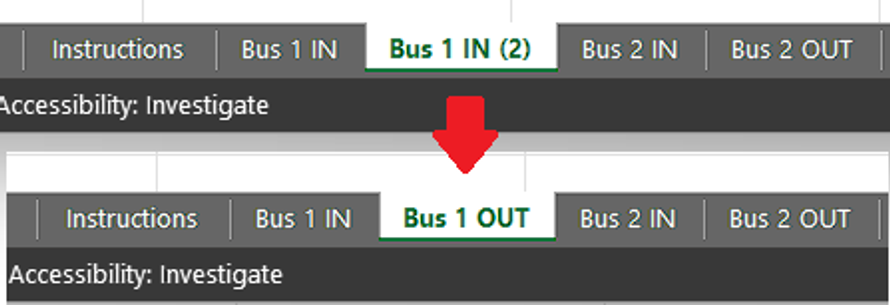 Instructions Bus 1 IN Bus 1 IN (2) Bus 2 IN Bus 2 OUT
Accessibility: Investigate
Instructions Bus 1 IN Bus 1 OUT Bus 2 IN Bus 2 OUT
Accessibility: Investigate